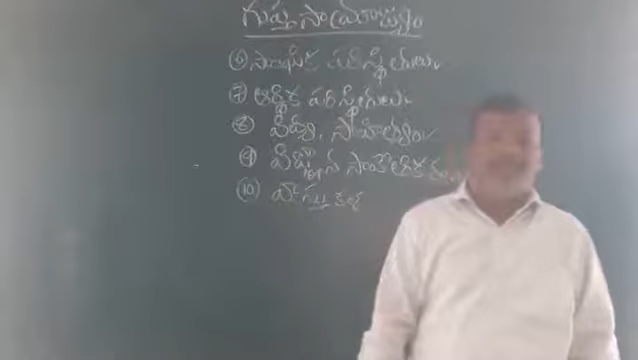 గుప్త సామ్రాజ్యం
⑥ సాంఘిక పరిస్థితులు
⑦ ఆర్థిక పరిస్థితులు
⑧ విద్య, సాహిత్యం
⑨ విజ్ఞాన సాంకేతిక
⑩ వాస్తు కళ